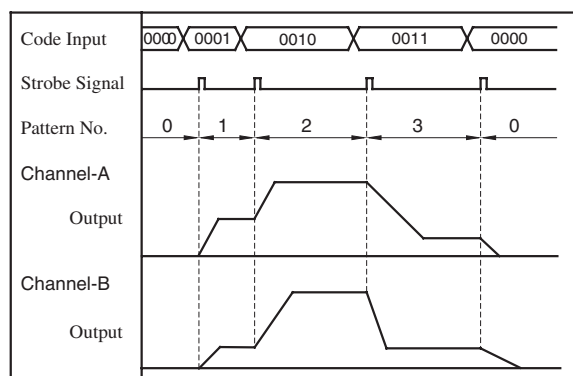 Code Input 0000 0001 0010 0011 0000
Strobe Signal
Pattern No. 0 1 2 3 0
Channel-A
Output
Channel-B
Output